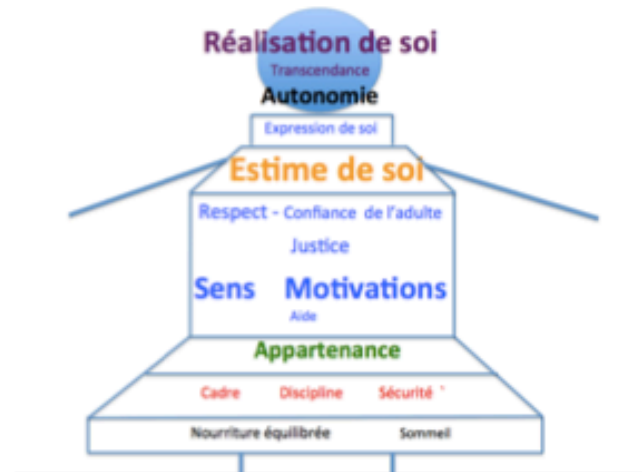 Réalisation de soi
Transcendance
Autonomie
Expression de soi
Estime de soi
Respect - Confiance de l'adulte
Justice
Sens Motivations
Aide
Appartenance
Cadre Discipline Sécurité `
Nourriture équilibrée Sommeil